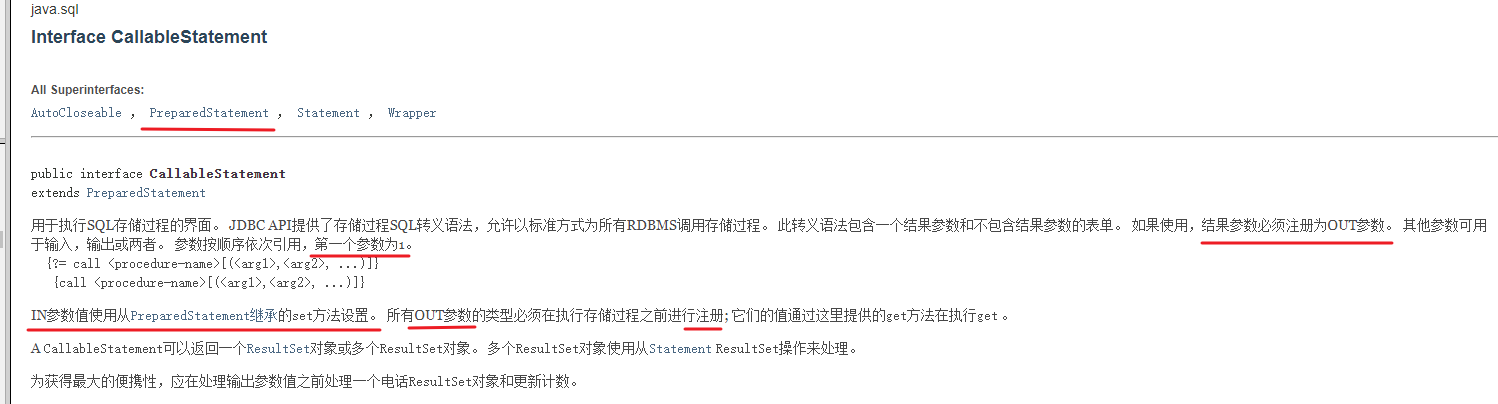 java.sql
Interface CallableStatement
All Superinterfaces:
AutoCloseable , PreparedStatement , Statement , Wrapper
public interface CallableStatement
extends PreparedStatement
用于执行SQL存储过程的界面。 JDBC API提供了存储过程SQL转义语法，允许以标准方式为所有RDBMS调用存储过程。 此转义语法包含一个结果参数和不包含结果参数的表单。 如果使用，结果参数必须注册为OUT参数。 其他参数可用
于输入，输出或两者。 参数按顺序依次引用，第一个参数为1。
{?= call <procedure-name>[(<arg1>,<arg2>, ...)]}
{call <procedure-name>[(<arg1>,<arg2>, ...)]}
IN参数值使用从PreparedStatement继承的set方法设置。 所有OUT参数的类型必须在执行存储过程之前进行注册; 它们的值通过这里提供的get方法在执行get 。
A CallableStatement可以返回一个ResultSet对象或多个ResultSet对象。 多个ResultSet对象使用从Statement ResultSet操作来处理。
为获得最大的便携性，应在处理输出参数值之前处理一个电话ResultSet对象和更新计数。